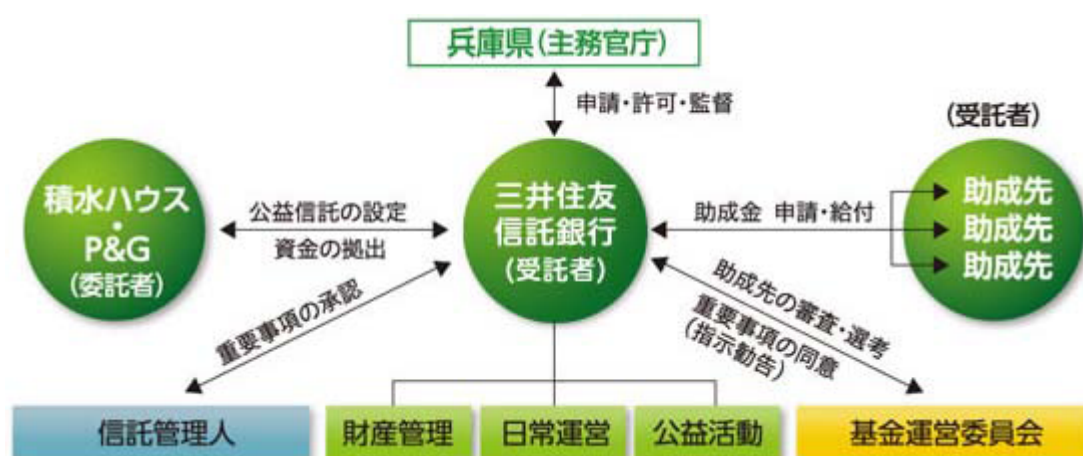 兵庫県(主務官庁)
申請・許可・監督
(受託者)
積水ハウス
・
P&G
(委託者)
公益信託の設定
資金の拠出
三井住友
信託銀行
(受託者)
助成金 申請・給付
助成先
助成先
助成先
重要事項の承認
助成先の審査・選考
重要事項の同意
(指示勧告)
信託管理人
財産管理
日常運営
公益活動
基金運営委員会